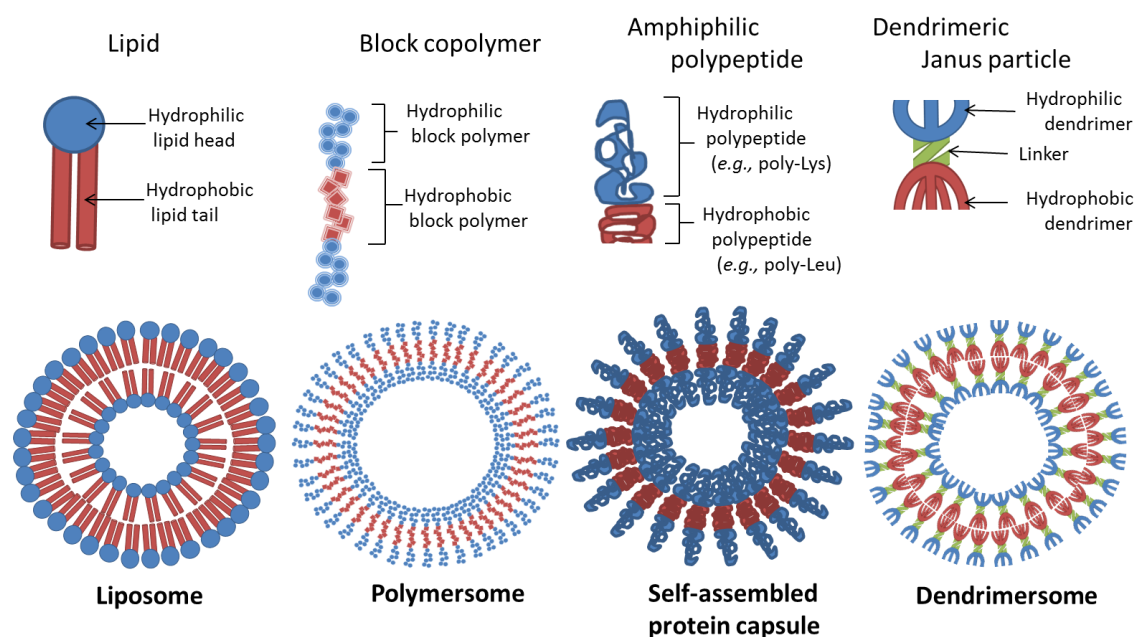 Lipid
Hydrophilic
lipid head
Hydrophobic
lipid tail
Block copolymer
Hydrophilic
block polymer
Hydrophobic
block polymer
Amphiphilic
polypeptide
Hydrophilic
polypeptide
(e.g., poly-Lys)
Hydrophobic
polypeptide
(e.g., poly-Leu)
Dendrimeric
Janus particle
Hydrophilic
dendrimer
Linker
Hydrophobic
dendrimer
Liposome
Polymersome
Self-assembled
protein capsule
Dendrimersome